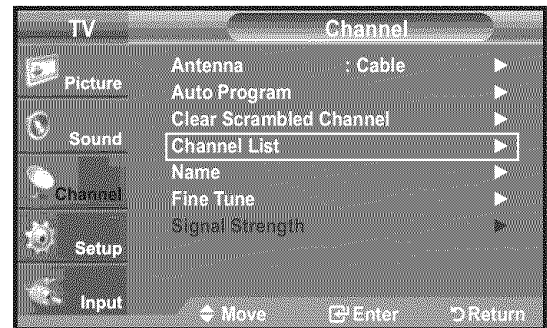 TV Channel
Picture
Sound
Channel
Setup
Input
Antenna : Cable
Auto Program
Clear Scrambled Channel
Channel List
Name
Fine Tune
Signal Strength
Move Enter Return